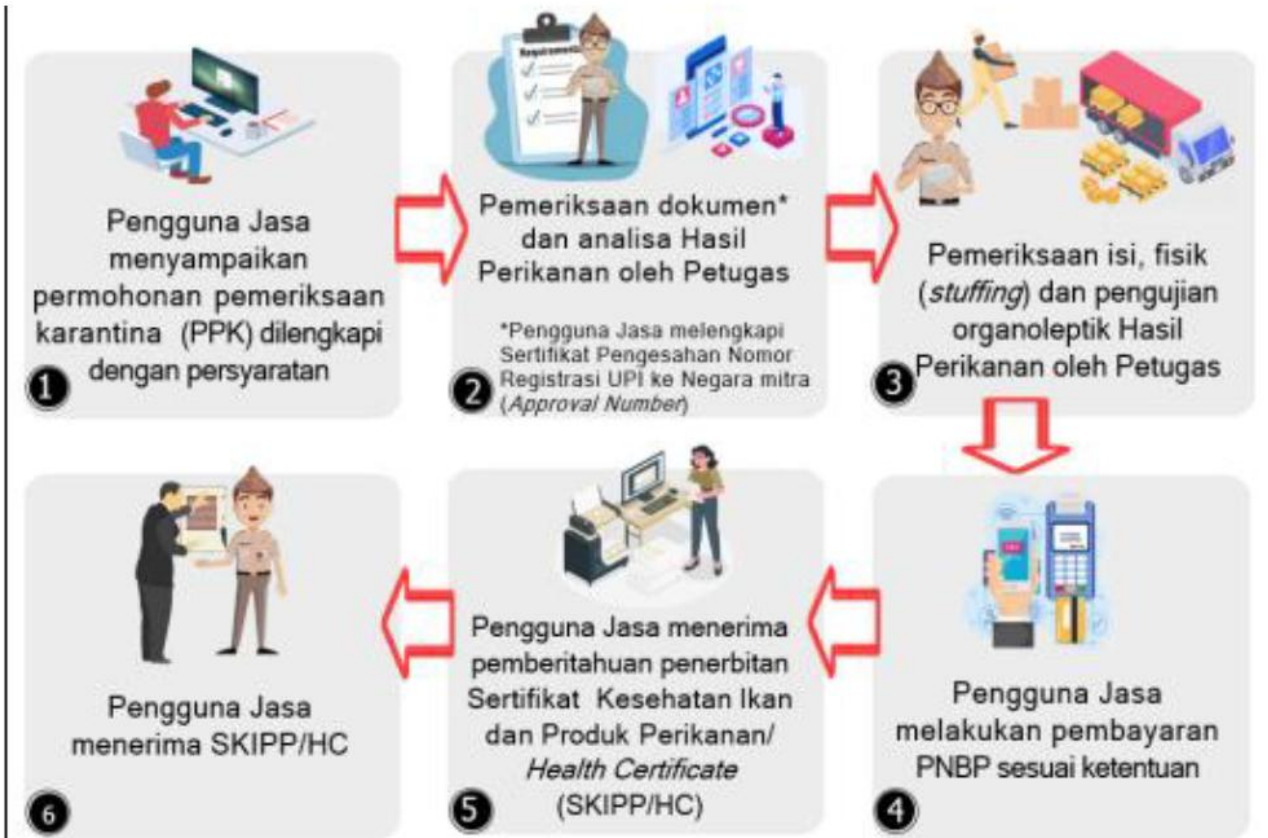 Pengguna Jasa
menyampaikan
permohonan pemeriksaan
karantina (PPK) dilengkapi
dengan persyaratan
1
Requirements
Pemeriksaan dokumen*
dan analisa Hasil
Perikanan oleh Petugas
*Pengguna Jasa melengkapi
Sertifikat Pengesahan Nomor
Registrasi UPI ke Negara mitra
(Approval Number)
2
Pemeriksaan isi, fisik
(stuffing) dan pengujian
organoleptik Hasil
Perikanan oleh Petugas
3
Pengguna Jasa
melakukan pembayaran
PNBP sesuai ketentuan
4
Pengguna Jasa menerima
pemberitahuan penerbitan
Sertifikat Kesehatan Ikan
dan Produk Perikanan/
Health Certificate
(SKIPP/HC)
5
Pengguna Jasa
menerima SKIPP/HC
6